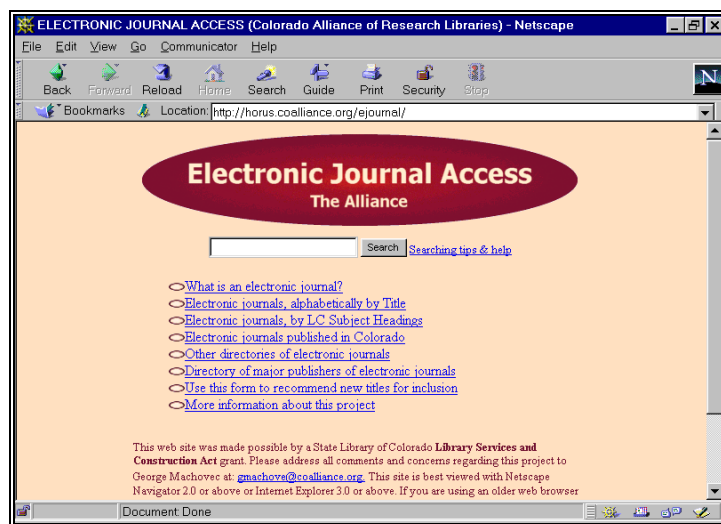 ELECTRONIC JOURNAL ACCESS (Colorado Alliance of Research Libraries) - Netscape
File Edit View Go Communicator Help
Back Forward Reload Home Search Guide Print Security Stop
N
Bookmarks Location: http://horus.coalliance.org/ejournal/
Electronic Journal Access
The Alliance
Search Searching tips & help
What is an electronic journal?
Electronic journals, alphabetically by Title
Electronic journals, by LC Subject Headings
Electronic journals published in Colorado
Other directories of electronic journals
Directory of major publishers of electronic journals
Use this form to recommend new titles for inclusion
More information about this project
This web site was made possible by a State Library of Colorado Library Services and
Construction Act grant. Please address all comments and concerns regarding this project to
George Machovec at: gmachove@coalliance.org. This site is best viewed with Netscape
Navigator 2.0 or above or Internet Explorer 3.0 or above. If you are using an older web browser
Document: Done